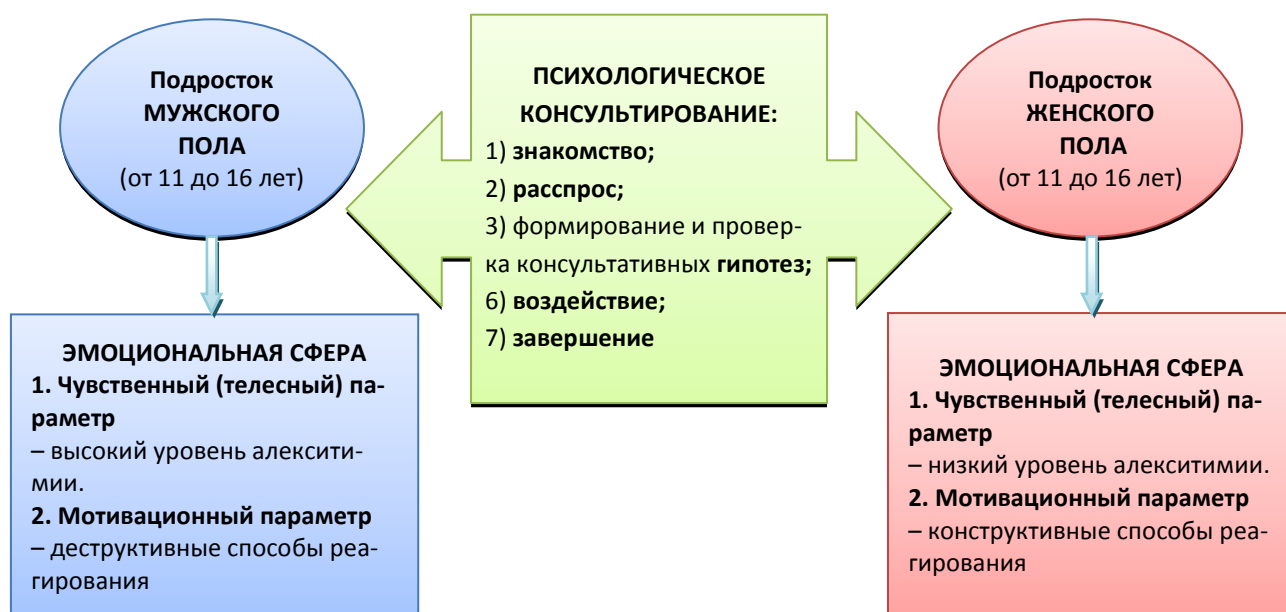 Подросток
МУЖСКОГО
ПОЛА
(от 11 до 16 лет)
ЭМОЦИОНАЛЬНАЯ СФЕРА
1. Чувственный (телесный) па-
раметр
– высокий уровень алексити-
мии.
2. Мотивационный параметр
– деструктивные способы реа-
гирования
ПСИХОЛОГИЧЕСКОЕ
КОНСУЛЬТИРОВАНИЕ:
1) знакомство;
2) расспрос;
3) формирование и провер-
ка консультативных гипотез;
6) воздействие;
7) завершение
Подросток
ЖЕНСКОГО
ПОЛА
(от 11 до 16 лет)
ЭМОЦИОНАЛЬНАЯ СФЕРА
1. Чувственный (телесный) па-
раметр
– низкий уровень алекситимии.
2. Мотивационный параметр
– конструктивные способы реа-
гирования